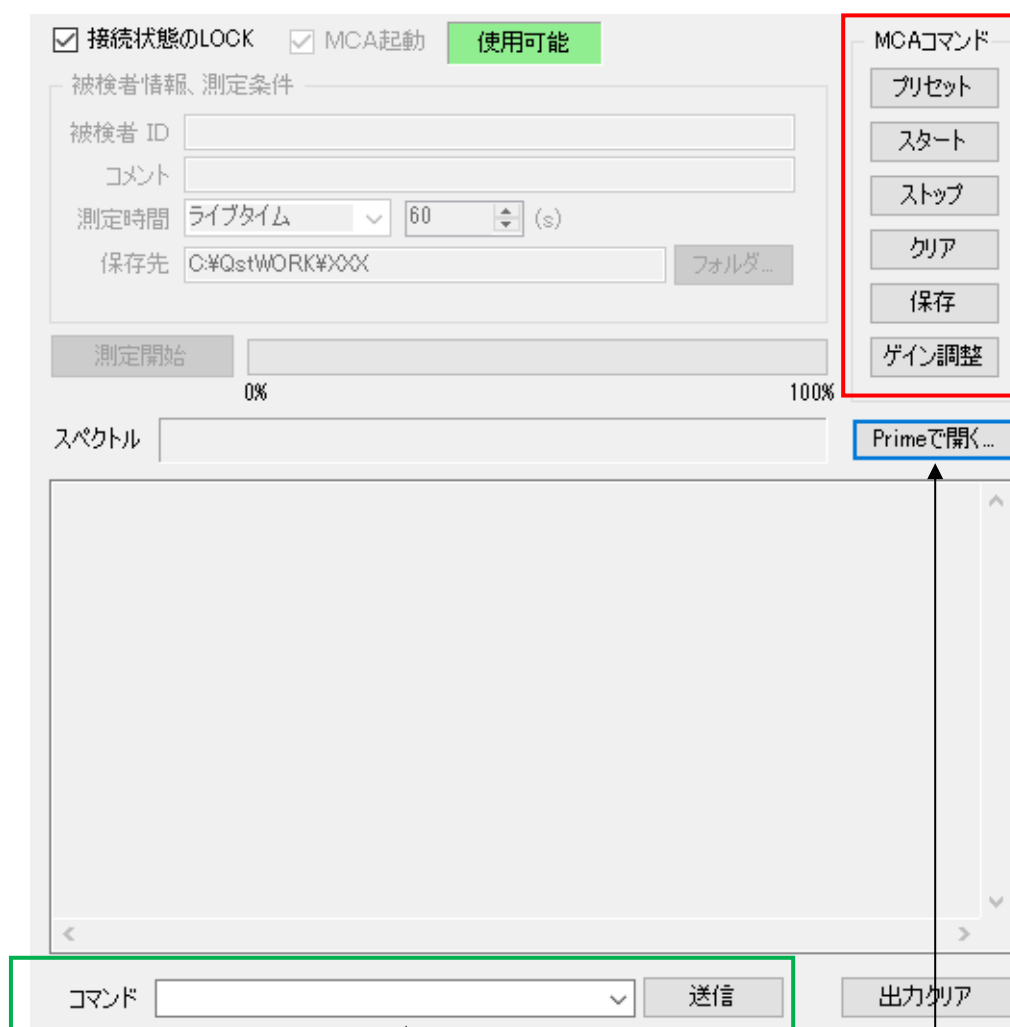 接続状態のLOCK MCA起動 使用可能
被検者情報、測定条件
被検者 ID
コメント
測定時間 ライブタイム 60 (s)
保存先 C:¥QstWORK¥XXX フォルダ...
測定開始
0% 100%
MCAコマンド
プリセット
スタート
ストップ
クリア
保存
ゲイン調整
スペクトル Primeで開く...
コマンド 送信 出力クリア